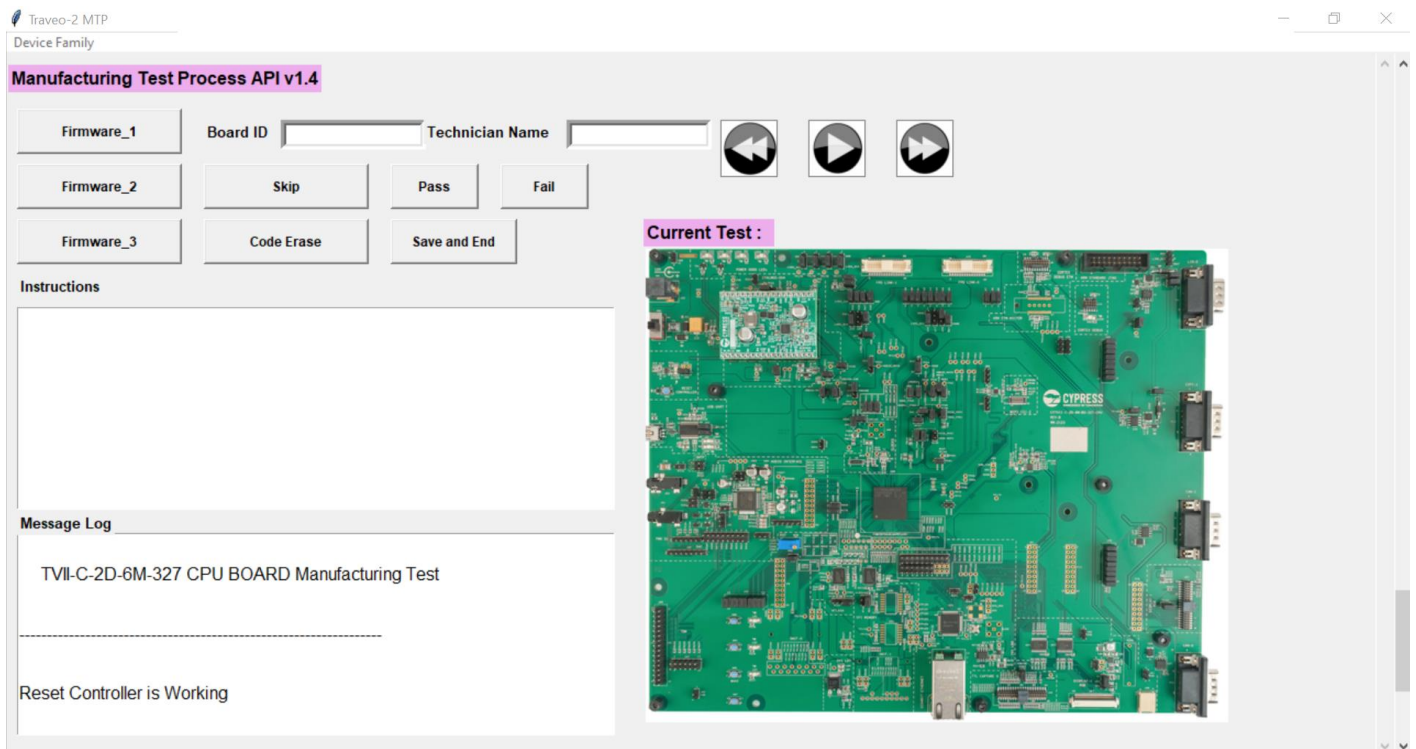 Traveo-2 MTP
Device Family
Manufacturing Test Process API v1.4
Firmware_1
Board ID
Technician Name
Firmware_2
Skip
Pass
Fail
Firmware_3
Code Erase
Save and End
Current Test :
Instructions
CYPRESS
CYPRESS
Message Log
TVII-C-2D-6M-327 CPU BOARD Manufacturing Test
------------------------------------------------------------------
Reset Controller is Working